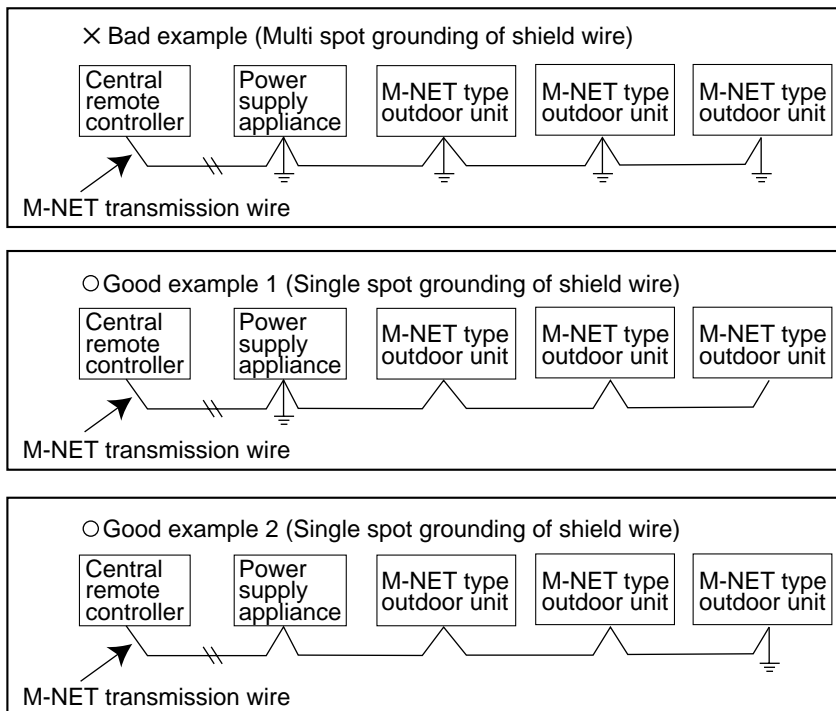 × Bad example (Multi spot grounding of shield wire)
Central
remote
controller
Power
supply
appliance
M-NET type
outdoor unit
M-NET type
outdoor unit
M-NET type
outdoor unit
M-NET transmission wire
○ Good example 1 (Single spot grounding of shield wire)
Central
remote
controller
Power
supply
appliance
M-NET type
outdoor unit
M-NET type
outdoor unit
M-NET type
outdoor unit
M-NET transmission wire
○ Good example 2 (Single spot grounding of shield wire)
Central
remote
controller
Power
supply
appliance
M-NET type
outdoor unit
M-NET type
outdoor unit
M-NET type
outdoor unit
M-NET transmission wire